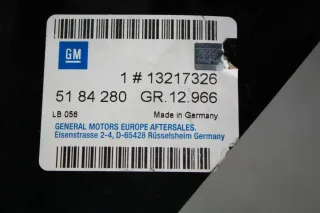 GM
1 # 13217326
51 84 280 GR.12.966
LB 056 Made in Germany
GENERAL MOTORS EUROPE AFTERSALES.
Eisenstrasse 2-4, D-65428 Rüsselsheim Germany